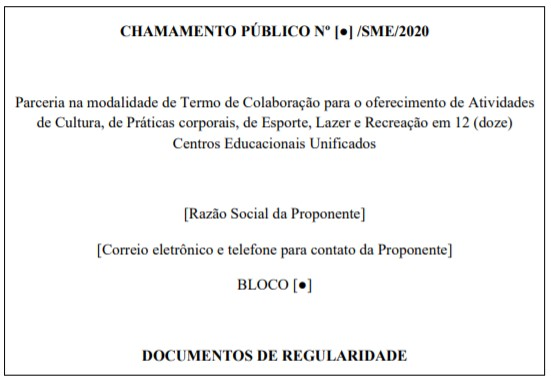 CHAMAMENTO PÚBLICO Nº [●] /SME/2020
Parceria na modalidade de Termo de Colaboração para o oferecimento de Atividades
de Cultura, de Práticas corporais, de Esporte, Lazer e Recreação em 12 (doze)
Centros Educacionais Unificados
[Razão Social da Proponente]
[Correio eletrônico e telefone para contato da Proponente]
BLOCO [●]
DOCUMENTOS DE REGULARIDADE